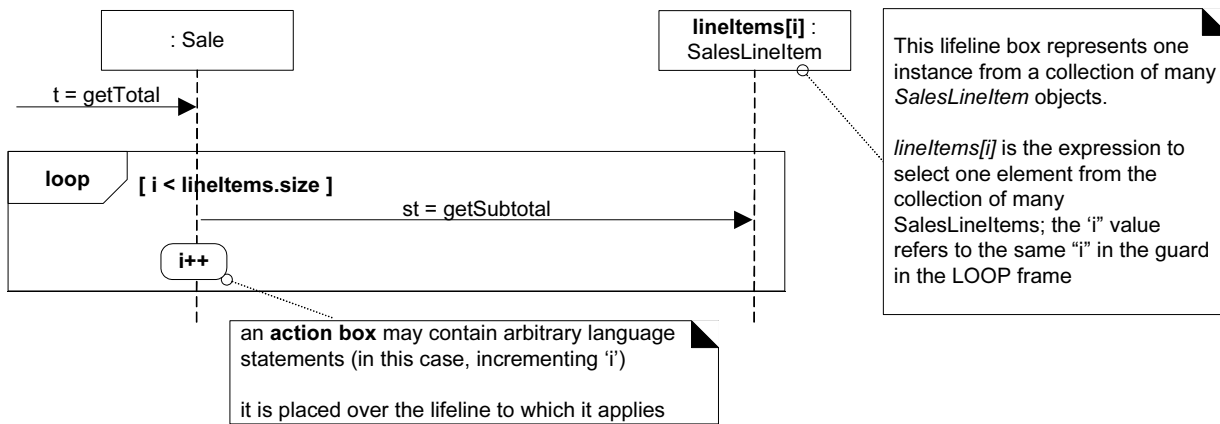 : Sale
lineItems[i] :
SalesLineItem
t = getTotal
loop
[ i < lineItems.size ]
st = getSubtotal
i++
an action box may contain arbitrary language
statements (in this case, incrementing ‘i’)
it is placed over the lifeline to which it applies
This lifeline box represents one
instance from a collection of many
SalesLineItem objects.
lineItems[i] is the expression to
select one element from the
collection of many
SalesLineItems; the ‘i” value
refers to the same “i” in the guard
in the LOOP frame